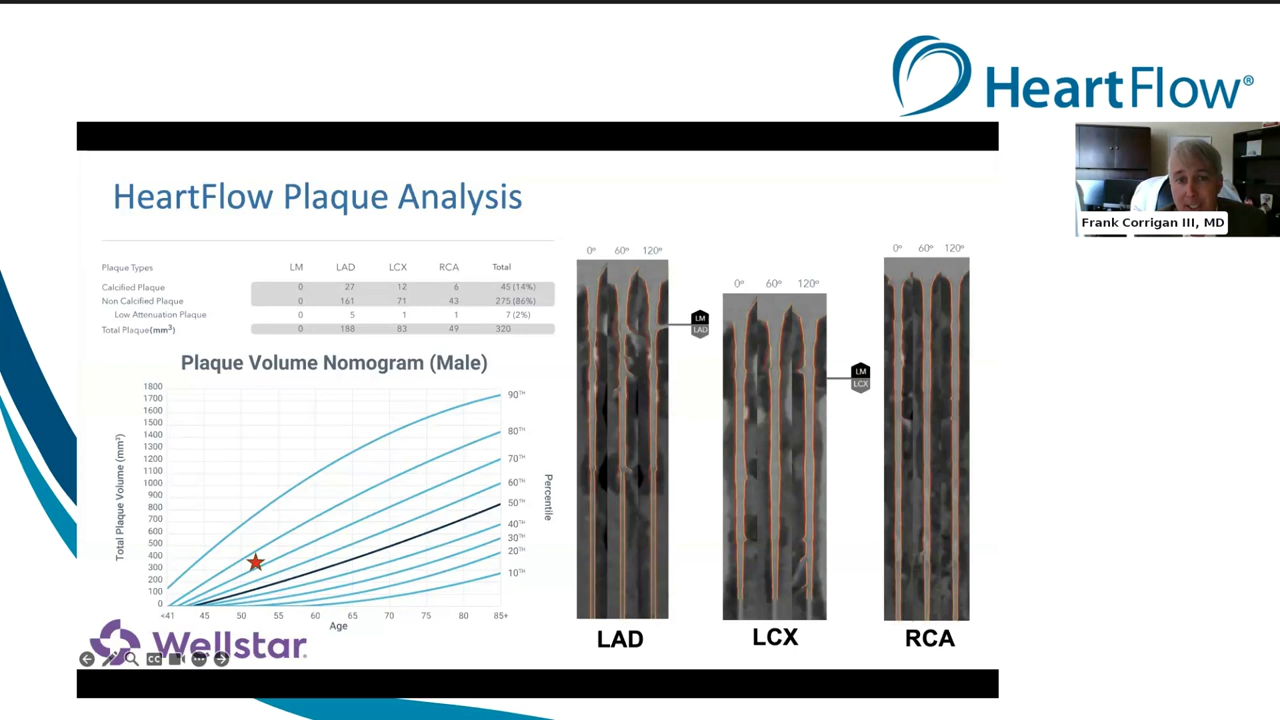 HeartFlow®
Frank Corrigan III, MD
HeartFlow Plaque Analysis
Plaque Types LM LAD LCX RCA Total
Calcified Plaque 0 27 12 6 45 (14%)
Non Calcified Plaque 0 161 71 43 275 (86%)
Low Attenuation Plaque 0 5 1 1 7 (2%)
Total Plaque(mm³) 0 188 83 49 320
Plaque Volume Nomogram (Male)
Total Plaque Volume (mm³)
1800
1700
1600
1500
1400
1300
1200
1100
1000
900
800
700
600
500
400
300
200
100
0
<41 45 50 55 60 65 70 75 80 85+
Age
90TH
80TH
70TH
60TH
50TH
40TH
30TH
20TH
10TH
Percentile
0° 60° 120°
LM
LAD
LAD
0° 60° 120°
LM
LCX
LCX
0° 60° 120°
RCA
Wellstar
CC